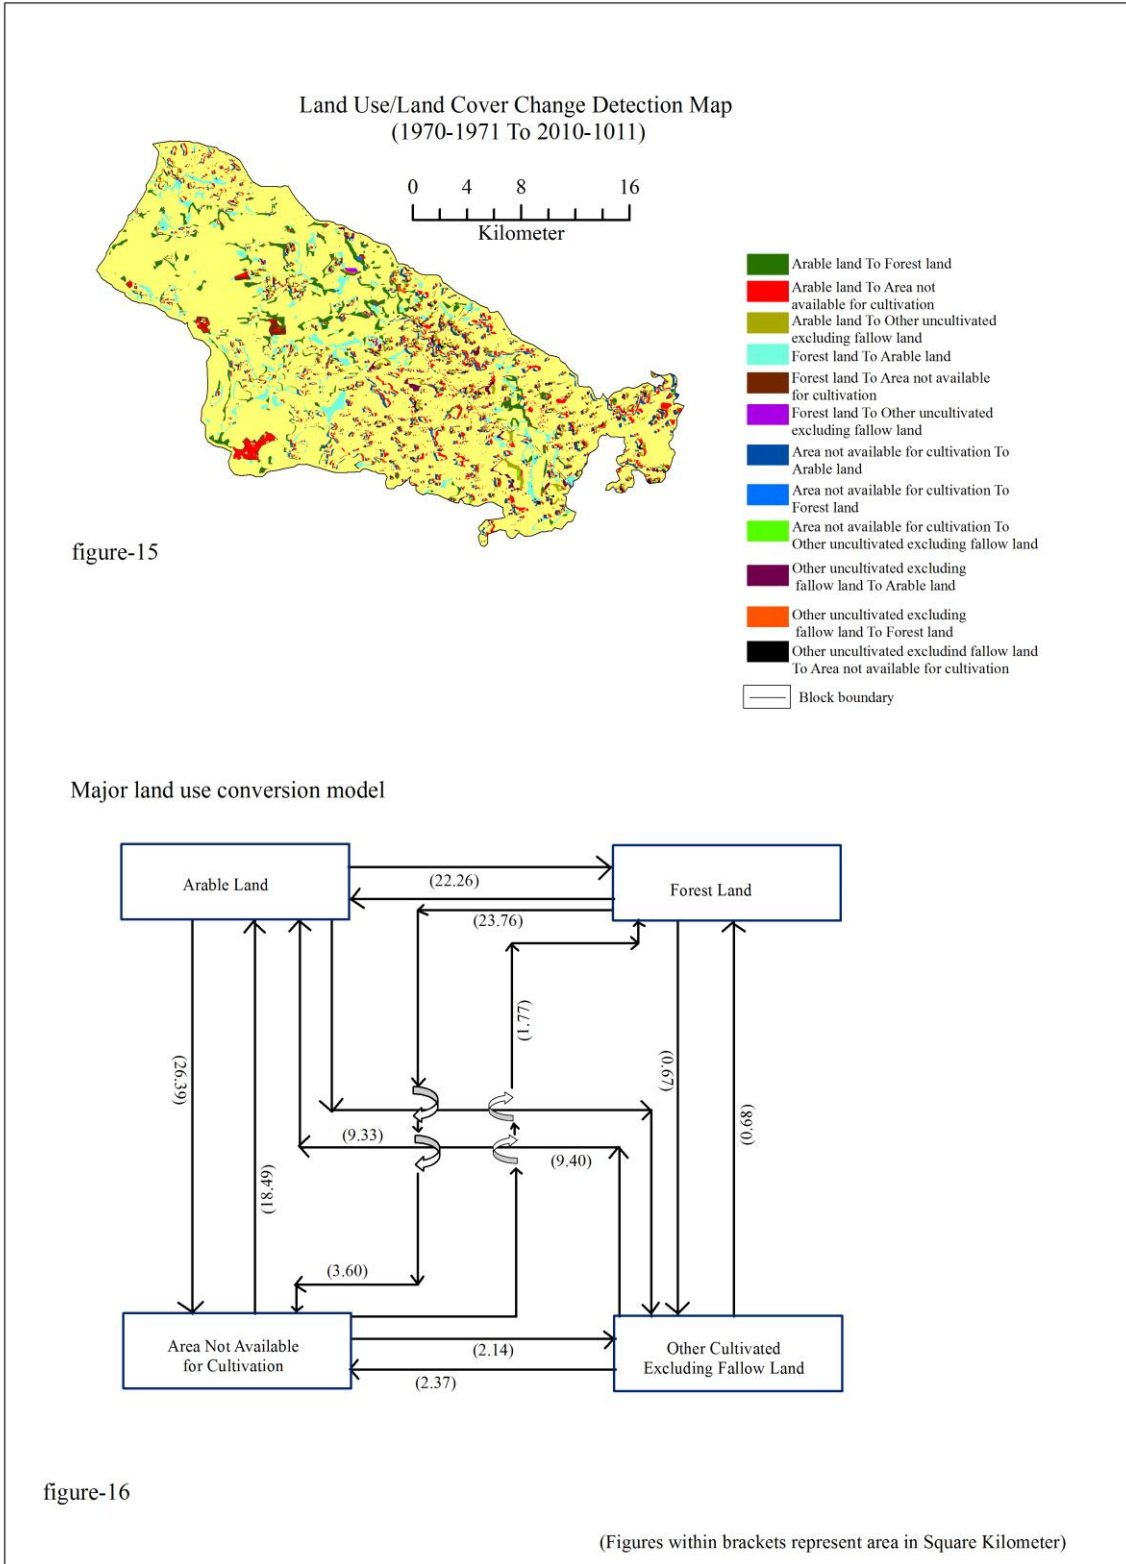 Land Use/Land Cover Change Detection Map
(1970-1971 To 2010-1011)
0 4 8 16
Kilometer
Arable land To Forest land
Arable land To Area not
available for cultivation
Arable land To Other uncultivated
excluding fallow land
Forest land To Arable land
Forest land To Area not available
for cultivation
Forest land To Other uncultivated
excluding fallow land
Area not available for cultivation To
Arable land
Area not available for cultivation To
Forest land
Area not available for cultivation To
Other uncultivated excluding fallow land
Other uncultivated excluding
fallow land To Arable land
Other uncultivated excluding
fallow land To Forest land
Other uncultivated excludind fallow land
To Area not available for cultivation
Block boundary
figure-15
Major land use conversion model
Arable Land
Forest Land
(22.26)
(23.76)
(1.77)
(26.39)
(18.49)
(0.67)
(0.68)
(9.33)
(9.40)
(3.60)
Area Not Available
for Cultivation
(2.14)
(2.37)
Other Cultivated
Excluding Fallow Land
figure-16
(Figures within brackets represent area in Square Kilometer)